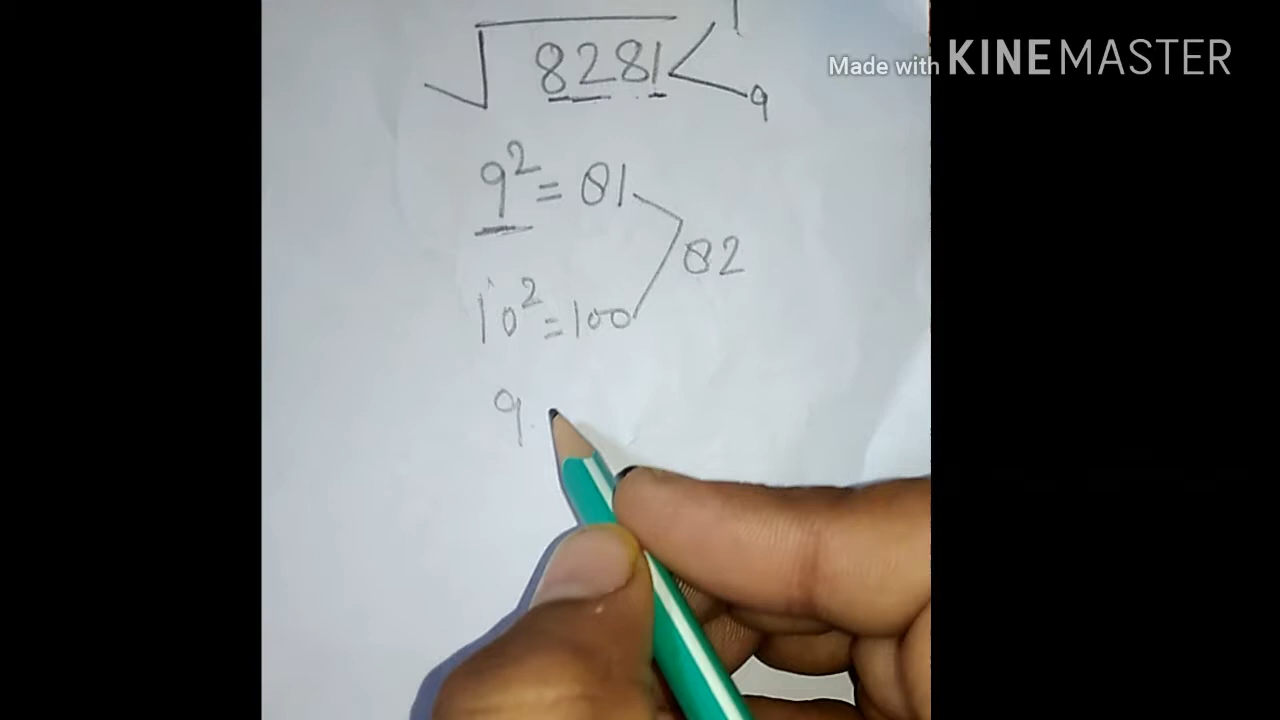 1
√8281
9
Made with KINEMASTER
9² = 81
82
10² = 100
9.